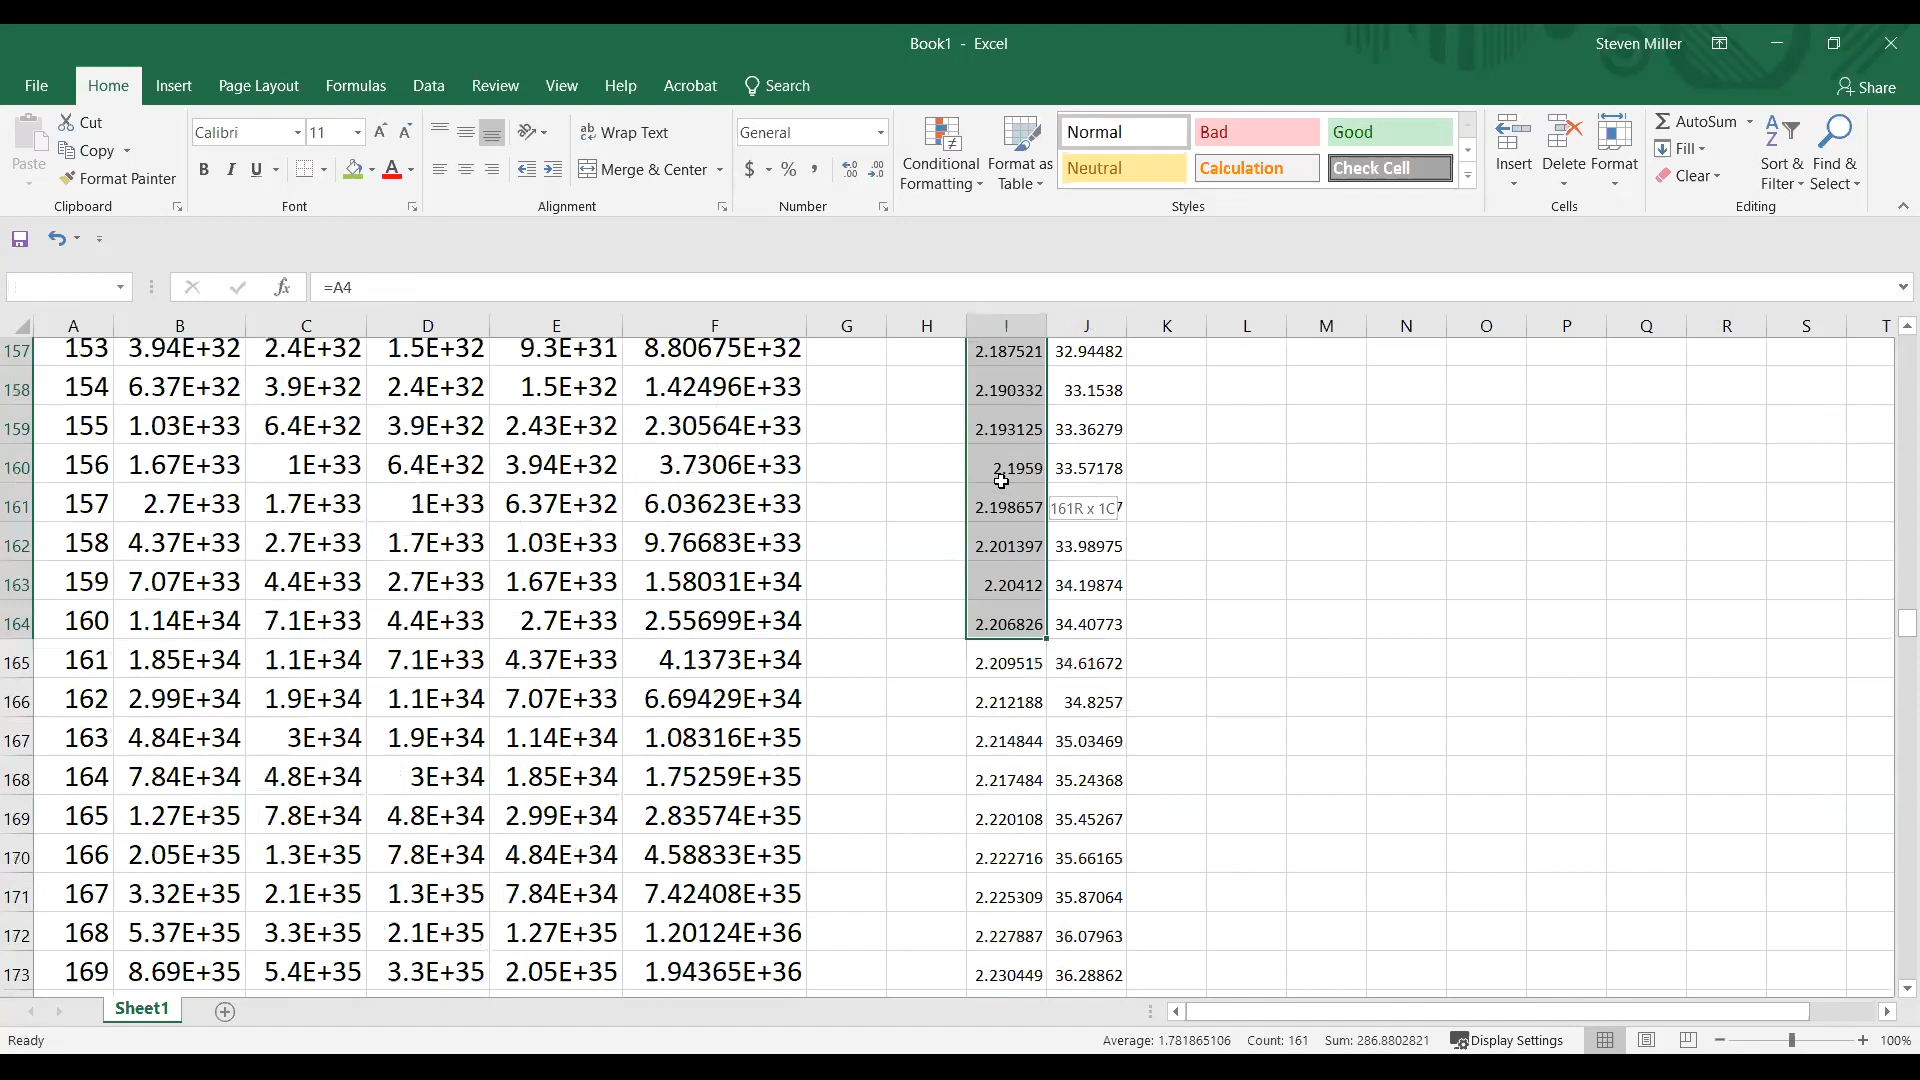 Book1 - Excel
Steven Miller
File Home Insert Page Layout Formulas Data Review View Help Acrobat Search
Share
Paste
Cut
Copy
Format Painter
Clipboard
Calibri 11
B I U
Font
Wrap Text
Merge & Center
Alignment
General
$ % ,
Number
Conditional Formatting
Format as Table
Normal Bad Good
Neutral Calculation Check Cell
Styles
Insert Delete Format
Cells
AutoSum
Fill
Clear
Sort & Filter
Find & Select
Editing
=A4
A B C D E F G H I J K L M N O P Q R S T
157 153 3.94E+32 2.4E+32 1.5E+32 9.3E+31 8.80675E+32 2.187521 32.94482
158 154 6.37E+32 3.9E+32 2.4E+32 1.5E+32 1.42496E+33 2.190332 33.1538
159 155 1.03E+33 6.4E+32 3.9E+32 2.43E+32 2.30564E+33 2.193125 33.36279
160 156 1.67E+33 1E+33 6.4E+32 3.94E+32 3.7306E+33 2.1959 33.57178
161 157 2.7E+33 1.7E+33 1E+33 6.37E+32 6.03623E+33 2.198657 161R x 1C 7
162 158 4.37E+33 2.7E+33 1.7E+33 1.03E+33 9.76683E+33 2.201397 33.98975
163 159 7.07E+33 4.4E+33 2.7E+33 1.67E+33 1.58031E+34 2.20412 34.19874
164 160 1.14E+34 7.1E+33 4.4E+33 2.7E+33 2.55699E+34 2.206826 34.40773
165 161 1.85E+34 1.1E+34 7.1E+33 4.37E+33 4.1373E+34 2.209515 34.61672
166 162 2.99E+34 1.9E+34 1.1E+34 7.07E+33 6.69429E+34 2.212188 34.8257
167 163 4.84E+34 3E+34 1.9E+34 1.14E+34 1.08316E+35 2.214844 35.03469
168 164 7.84E+34 4.8E+34 3E+34 1.85E+34 1.75259E+35 2.217484 35.24368
169 165 1.27E+35 7.8E+34 4.8E+34 2.99E+34 2.83574E+35 2.220108 35.45267
170 166 2.05E+35 1.3E+35 7.8E+34 4.84E+34 4.58833E+35 2.222716 35.66165
171 167 3.32E+35 2.1E+35 1.3E+35 7.84E+34 7.42408E+35 2.225309 35.87064
172 168 5.37E+35 3.3E+35 2.1E+35 1.27E+35 1.20124E+36 2.227887 36.07963
173 169 8.69E+35 5.4E+35 3.3E+35 2.05E+35 1.94365E+36 2.230449 36.28862
Sheet1
Ready
Average: 1.781865106 Count: 161 Sum: 286.8802821 Display Settings 100%